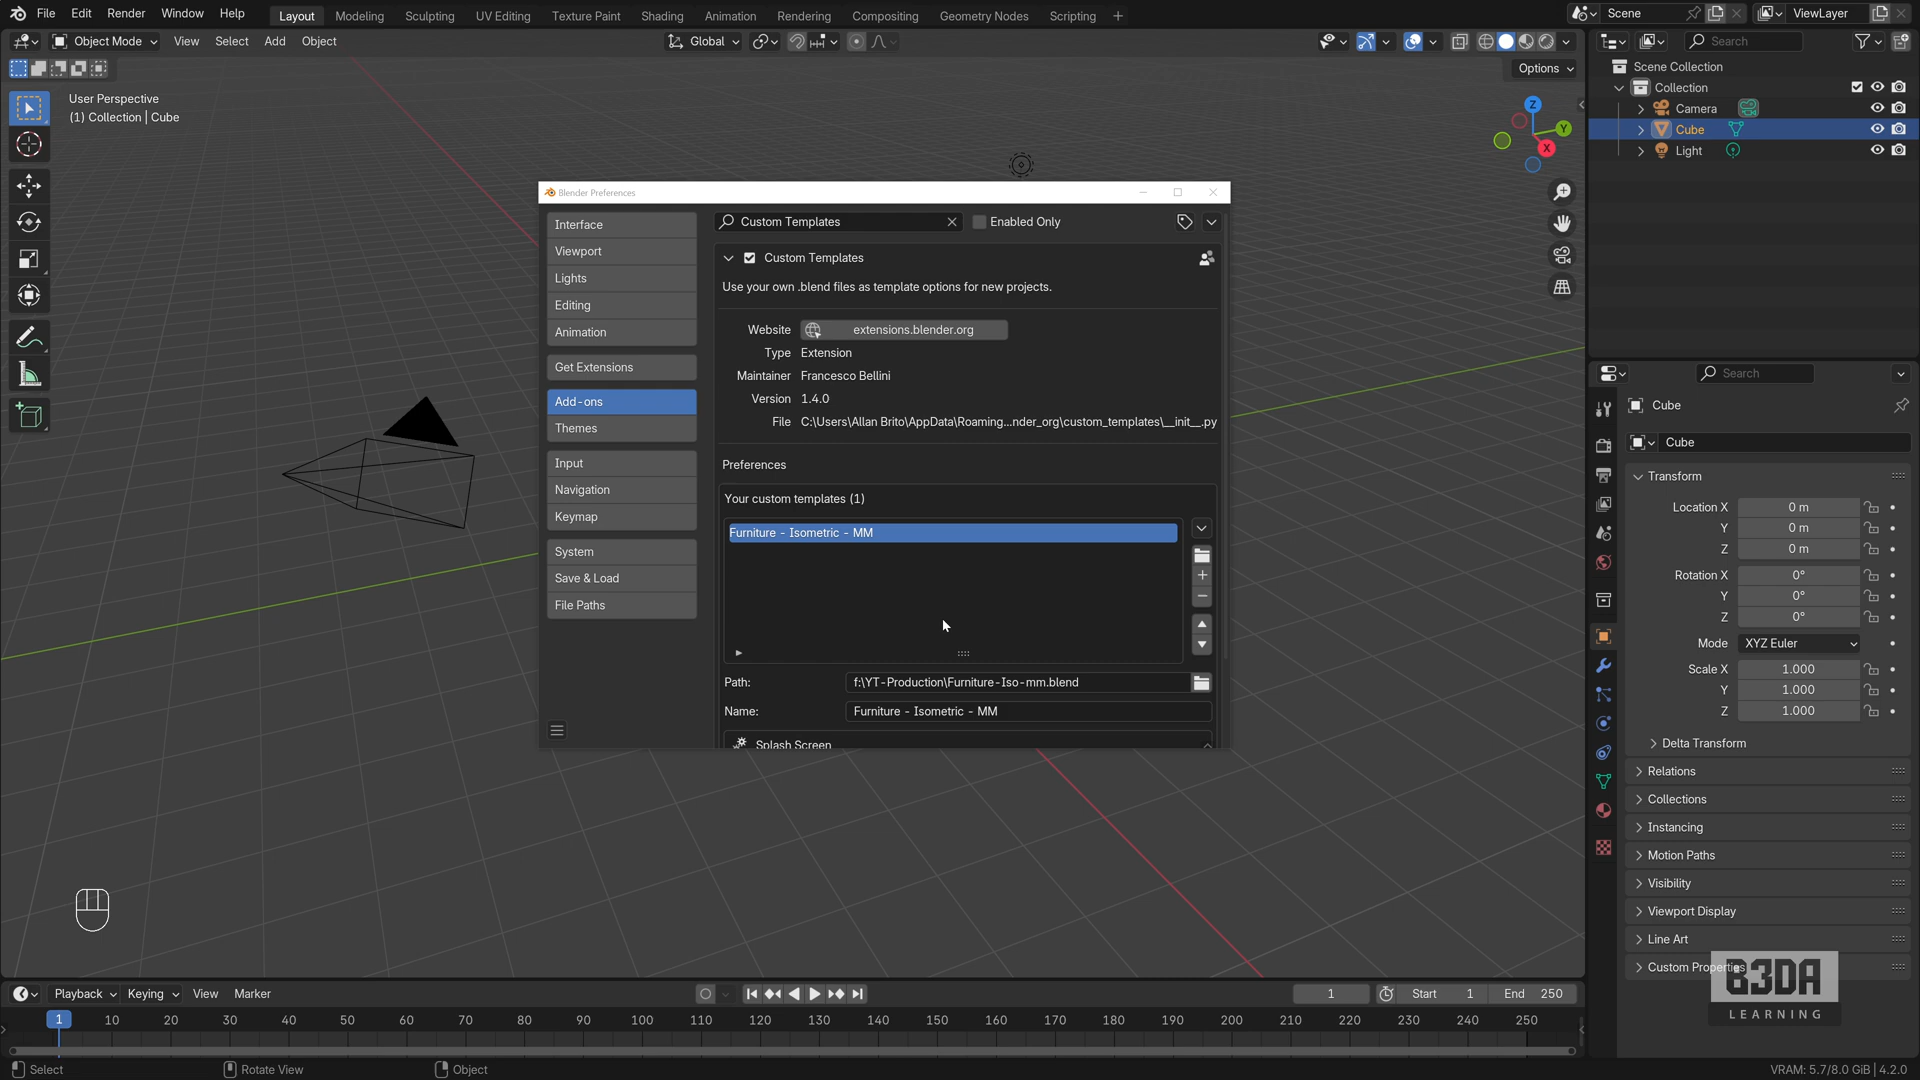 File Edit Render Window Help Layout Modeling Sculpting UV Editing Texture Paint Shading Animation Rendering Compositing Geometry Nodes Scripting + Scene ViewLayer
Object Mode View Select Add Object Global Search
Options
User Perspective
(1) Collection | Cube
Z
Y
X
Scene Collection
Collection
Camera
Cube
Light
Blender Preferences
Interface
Viewport
Lights
Editing
Animation
Get Extensions
Add-ons
Themes
Input
Navigation
Keymap
System
Save & Load
File Paths
Custom Templates Enabled Only
Custom Templates
Use your own .blend files as template options for new projects.
Website extensions.blender.org
Type Extension
Maintainer Francesco Bellini
Version 1.4.0
File C:\Users\Allan Brito\AppData\Roaming...nder_org\custom_templates\__init__.py
Preferences
Your custom templates (1)
Furniture - Isometric - MM
Path: f:\YT-Production\Furniture-Iso-mm.blend
Name: Furniture - Isometric - MM
Splash Screen
Search
Cube
Cube
Transform
Location X 0 m
Y 0 m
Z 0 m
Rotation X 0°
Y 0°
Z 0°
Mode XYZ Euler
Scale X 1.000
Y 1.000
Z 1.000
Delta Transform
Relations
Collections
Instancing
Motion Paths
Visibility
Viewport Display
Line Art
Custom Properties
B3DA
LEARNING
Playback Keying View Marker 1 Start 1 End 250
1 10 20 30 40 50 60 70 80 90 100 110 120 130 140 150 160 170 180 190 200 210 220 230 240 250
Select Rotate View Object VRAM: 5.7/8.0 GiB | 4.2.0